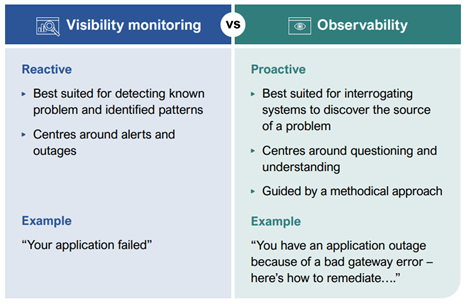 Visibility monitoring
vs
Observability
Reactive
▸ Best suited for detecting known
problem and identified patterns
▸ Centres around alerts and
outages
Example
“Your application failed”
Proactive
▸ Best suited for interrogating
systems to discover the source
of a problem
▸ Centres around questioning and
understanding
▸ Guided by a methodical approach
Example
“You have an application outage
because of a bad gateway error –
here’s how to remediate….”